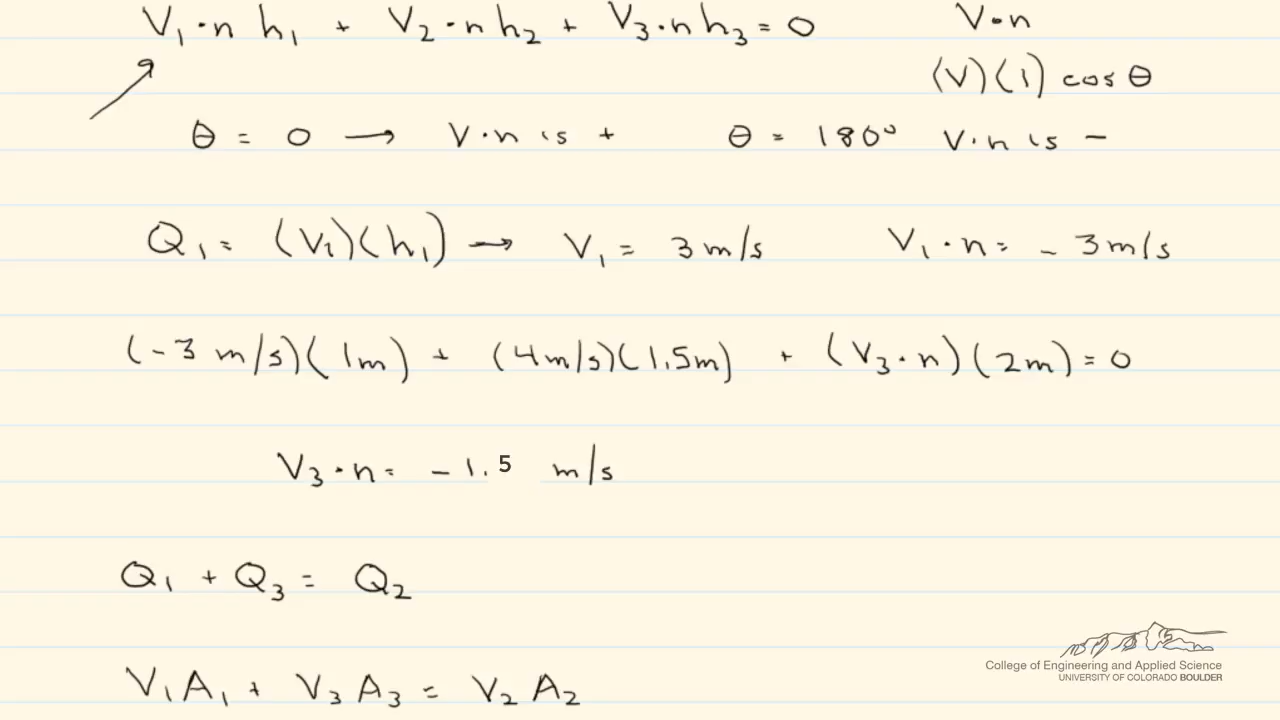 V₁·n h₁ + V₂·n h₂ + V₃·n h₃ = 0 V·n
(V)(1) cos θ
θ = 0 → V·n is + θ = 180° V·n is −
Q₁ = (V₁)(h₁) → V₁ = 3 m/s V₁·n = − 3 m/s
(−3 m/s)(1m) + (4 m/s)(1.5m) + (V₃·n)(2m) = 0
V₃·n = −1.5 m/s
Q₁ + Q₃ = Q₂
College of Engineering and Applied Science
UNIVERSITY OF COLORADO BOULDER
V₁A₁ + V₃A₃ = V₂A₂